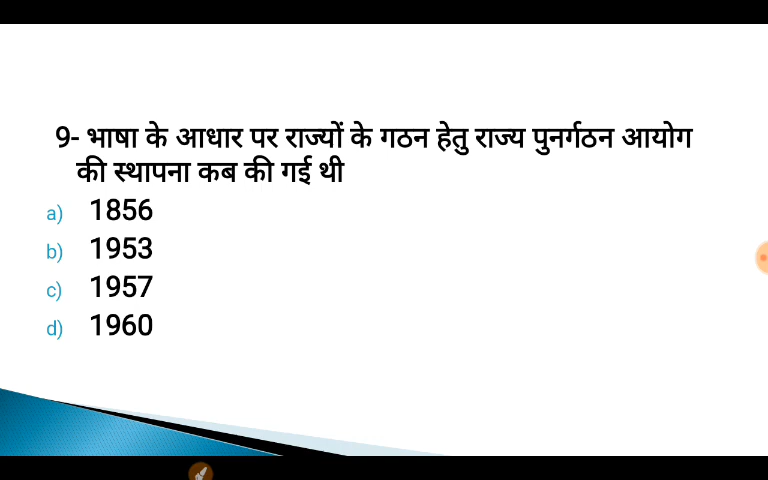 9- भाषा के आधार पर राज्यों के गठन हेतु राज्य पुनर्गठन आयोग
की स्थापना कब की गई थी
a) 1856
b) 1953
c) 1957
d) 1960